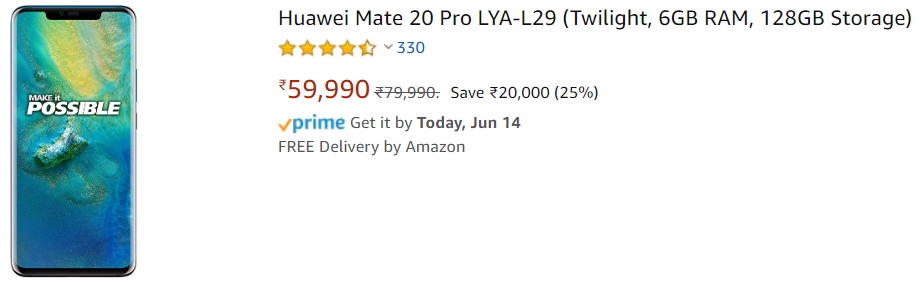 Huawei Mate 20 Pro LYA-L29 (Twilight, 6GB RAM, 128GB Storage)
330
₹59,990 ₹79,990. Save ₹20,000 (25%)
prime Get it by Today, Jun 14
FREE Delivery by Amazon
MAKE it
POSSIBLE